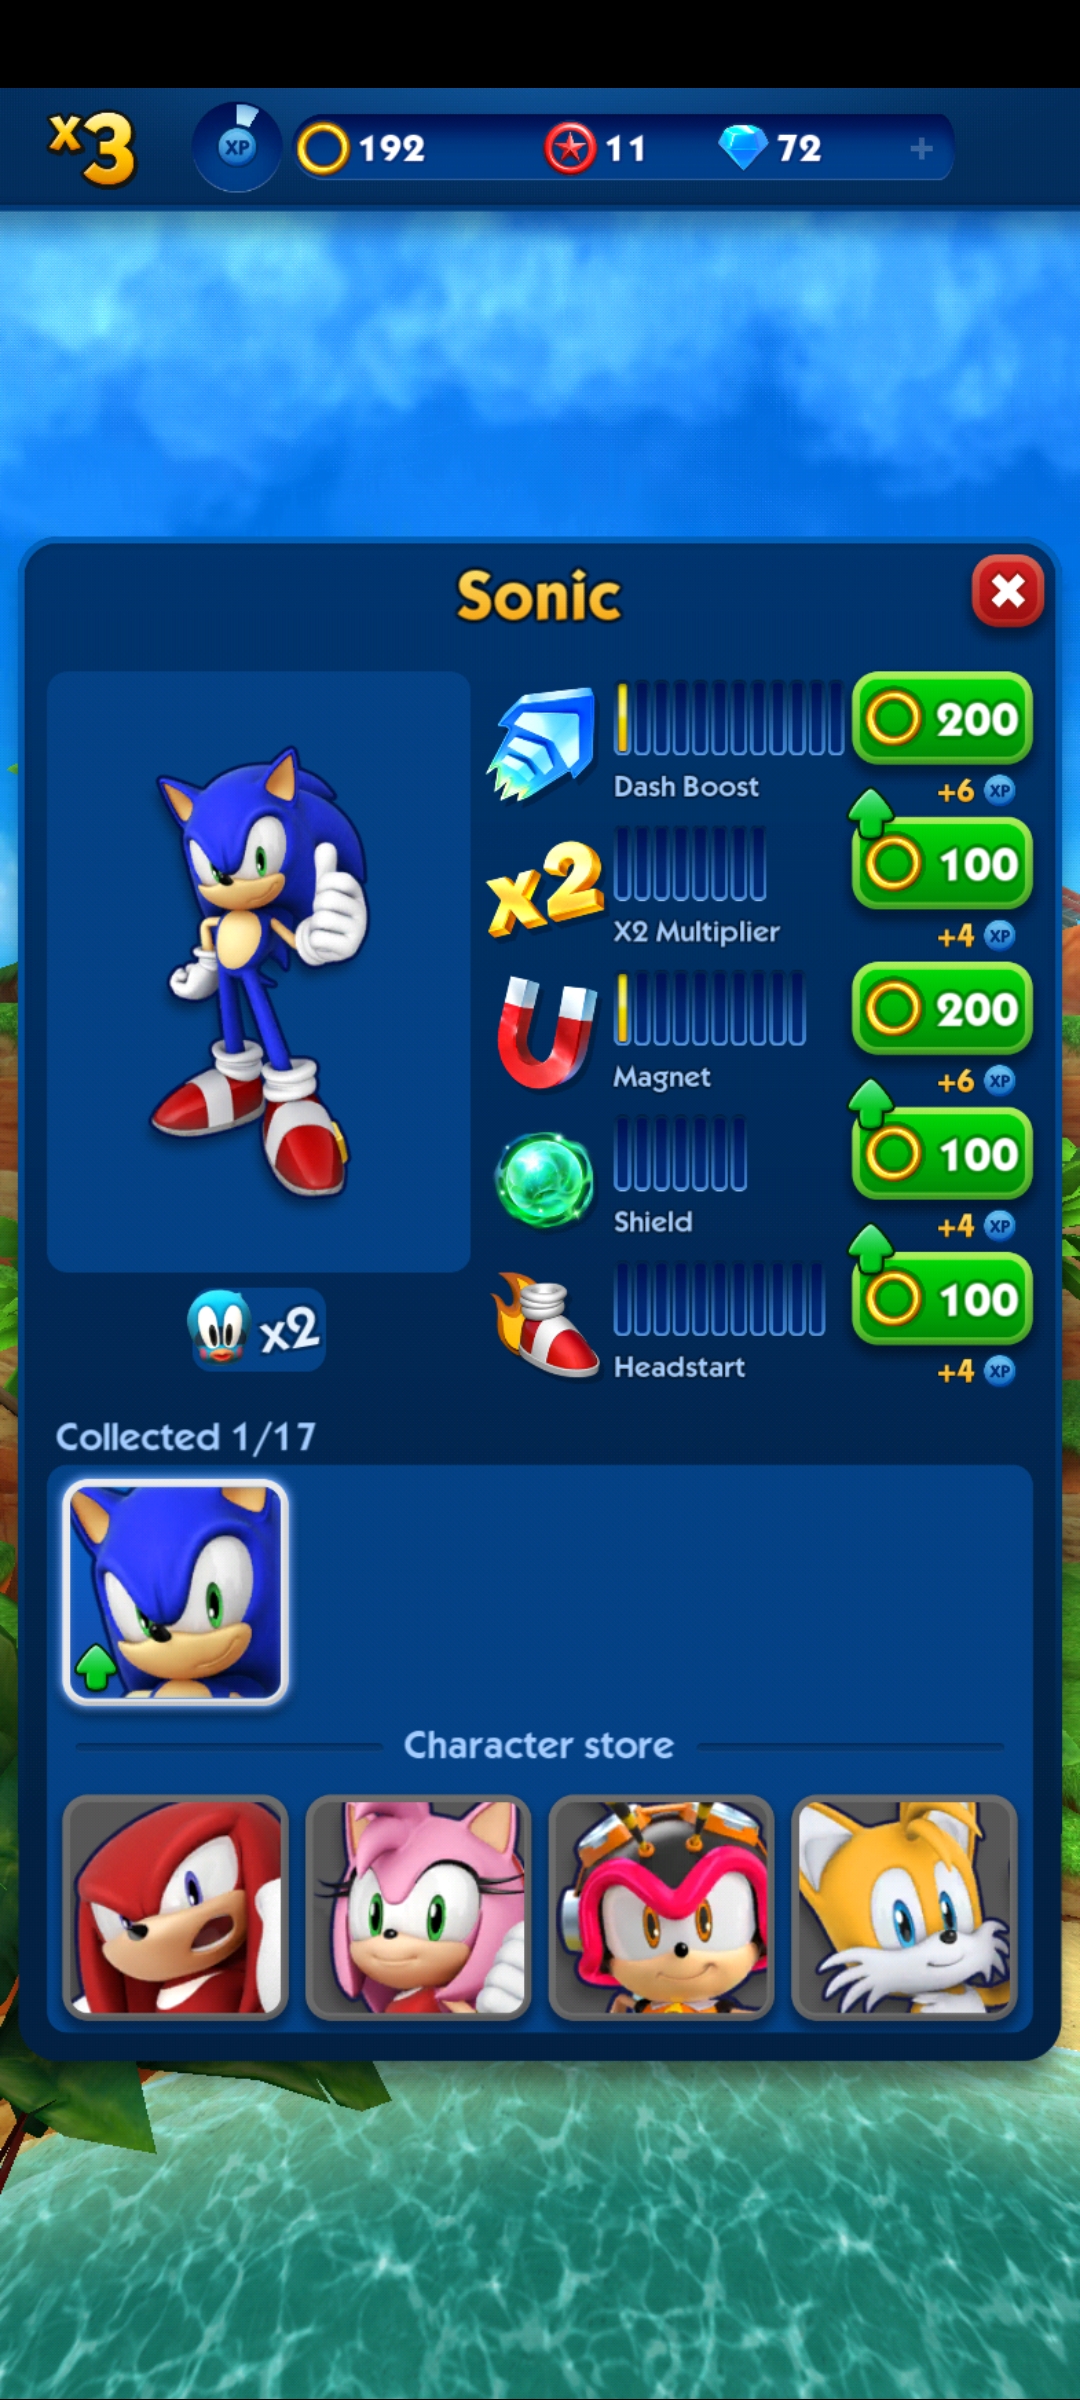 x3
XP
192
11
72
+
Sonic
200
Dash Boost
+6 XP
x2
100
X2 Multiplier
+4 XP
200
Magnet
+6 XP
100
Shield
+4 XP
100
Headstart
+4 XP
x2
Collected 1/17
Character store